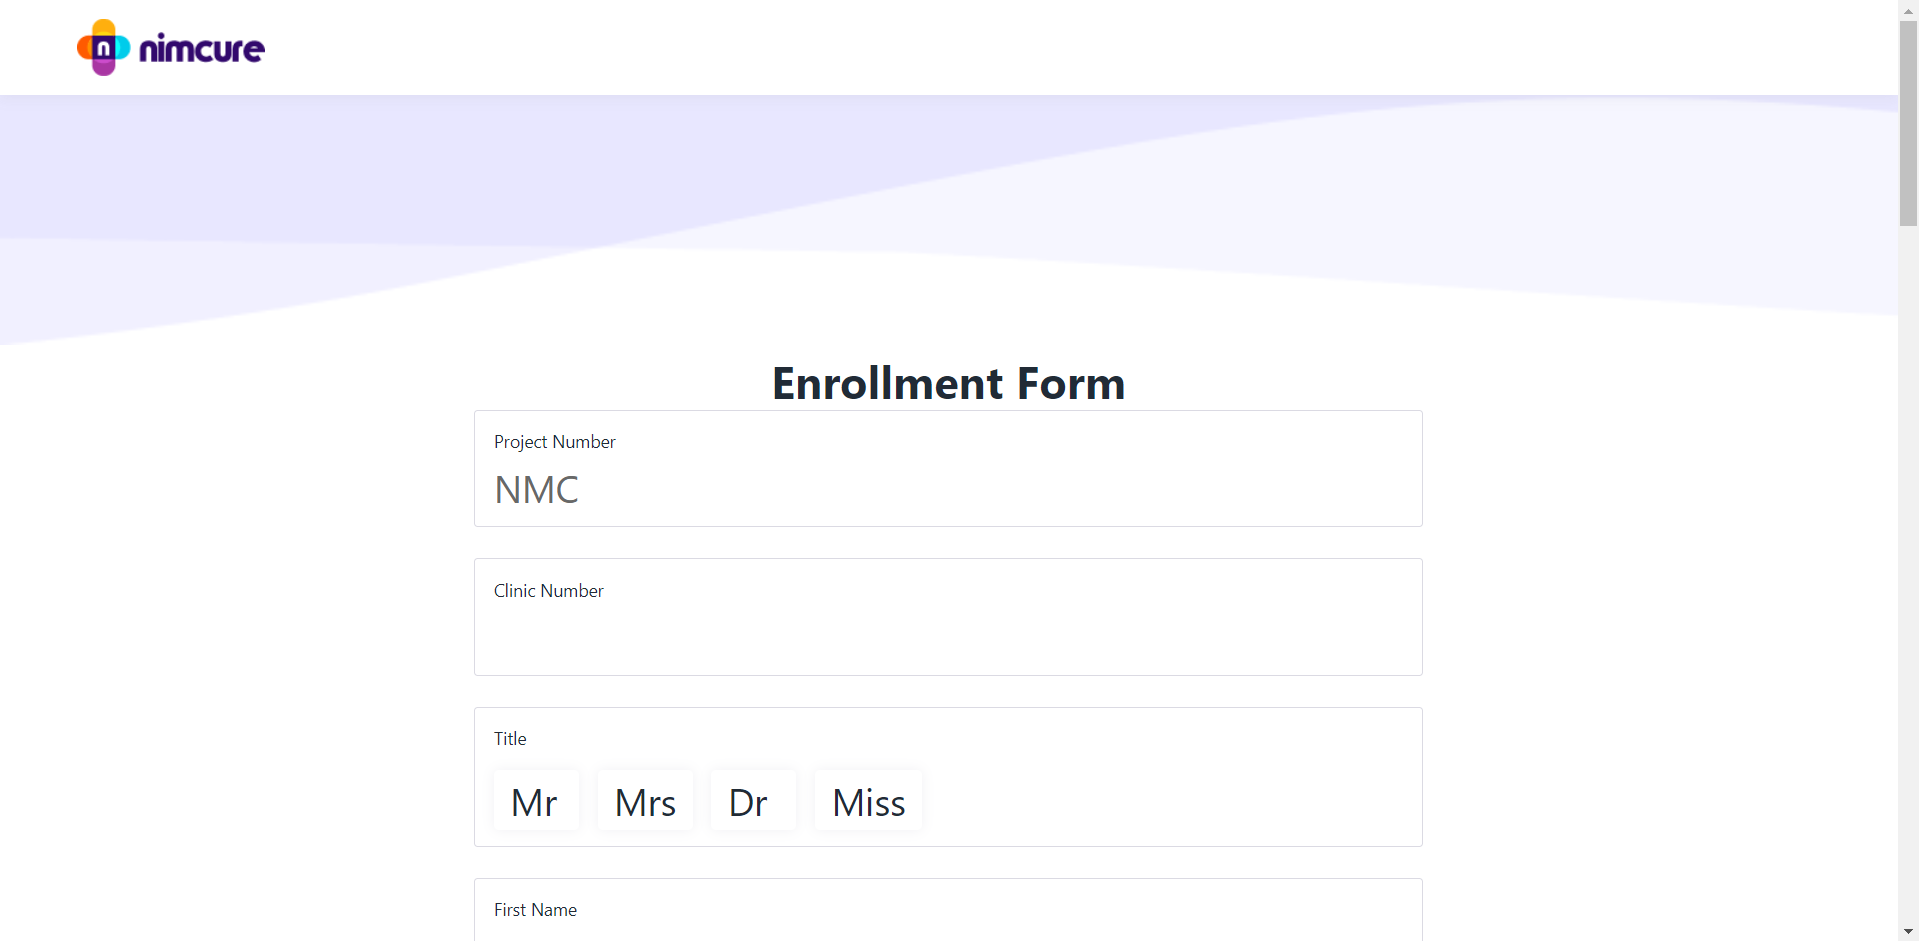 n nimcure
Enrollment Form
Project Number
NMC
Clinic Number
Title
Mr Mrs Dr Miss
First Name